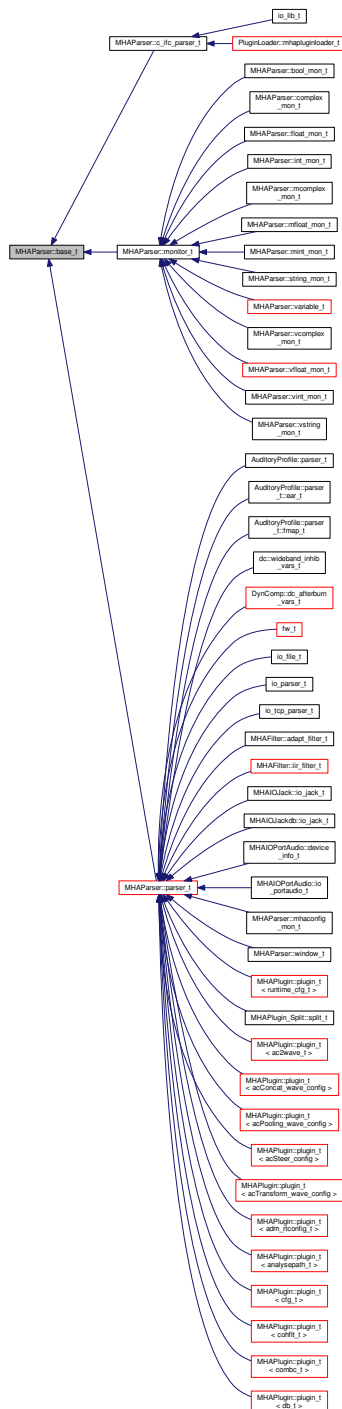 io_lib_t
MHAParser::c_ifc_parser_t
PluginLoader::mhapluginloader_t
MHAParser::bool_mon_t
MHAParser::complex
_mon_t
MHAParser::float_mon_t
MHAParser::int_mon_t
MHAParser::mcomplex
_mon_t
MHAParser::mfloat_mon_t
MHAParser::base_t
MHAParser::monitor_t
MHAParser::mint_mon_t
MHAParser::string_mon_t
MHAParser::variable_t
MHAParser::vcomplex
_mon_t
MHAParser::vfloat_mon_t
MHAParser::vint_mon_t
MHAParser::vstring
_mon_t
AuditoryProfile::parser_t
AuditoryProfile::parser
_t::ear_t
AuditoryProfile::parser
_t::fmap_t
dc::wideband_inhib
_vars_t
DynComp::dc_afterburn
_vars_t
fw_t
io_file_t
io_parser_t
io_tcp_parser_t
MHAFilter::adapt_filter_t
MHAFilter::iir_filter_t
MHAIOJack::io_jack_t
MHAIOJackdb::io_jack_t
MHAIOPortAudio::device
_info_t
MHAParser::parser_t
MHAIOPortAudio::io
_portaudio_t
MHAParser::mhaconfig
_mon_t
MHAParser::window_t
MHAPlugin::plugin_t
< runtime_cfg_t >
MHAPlugin_Split::split_t
MHAPlugin::plugin_t
< ac2wave_t >
MHAPlugin::plugin_t
< acConcat_wave_config >
MHAPlugin::plugin_t
< acPooling_wave_config >
MHAPlugin::plugin_t
< acSteer_config >
MHAPlugin::plugin_t
< acTransform_wave_config >
MHAPlugin::plugin_t
< adm_rtconfig_t >
MHAPlugin::plugin_t
< analysepath_t >
MHAPlugin::plugin_t
< cfg_t >
MHAPlugin::plugin_t
< cohflt_t >
MHAPlugin::plugin_t
< combc_t >
MHAPlugin::plugin_t
< db_t >